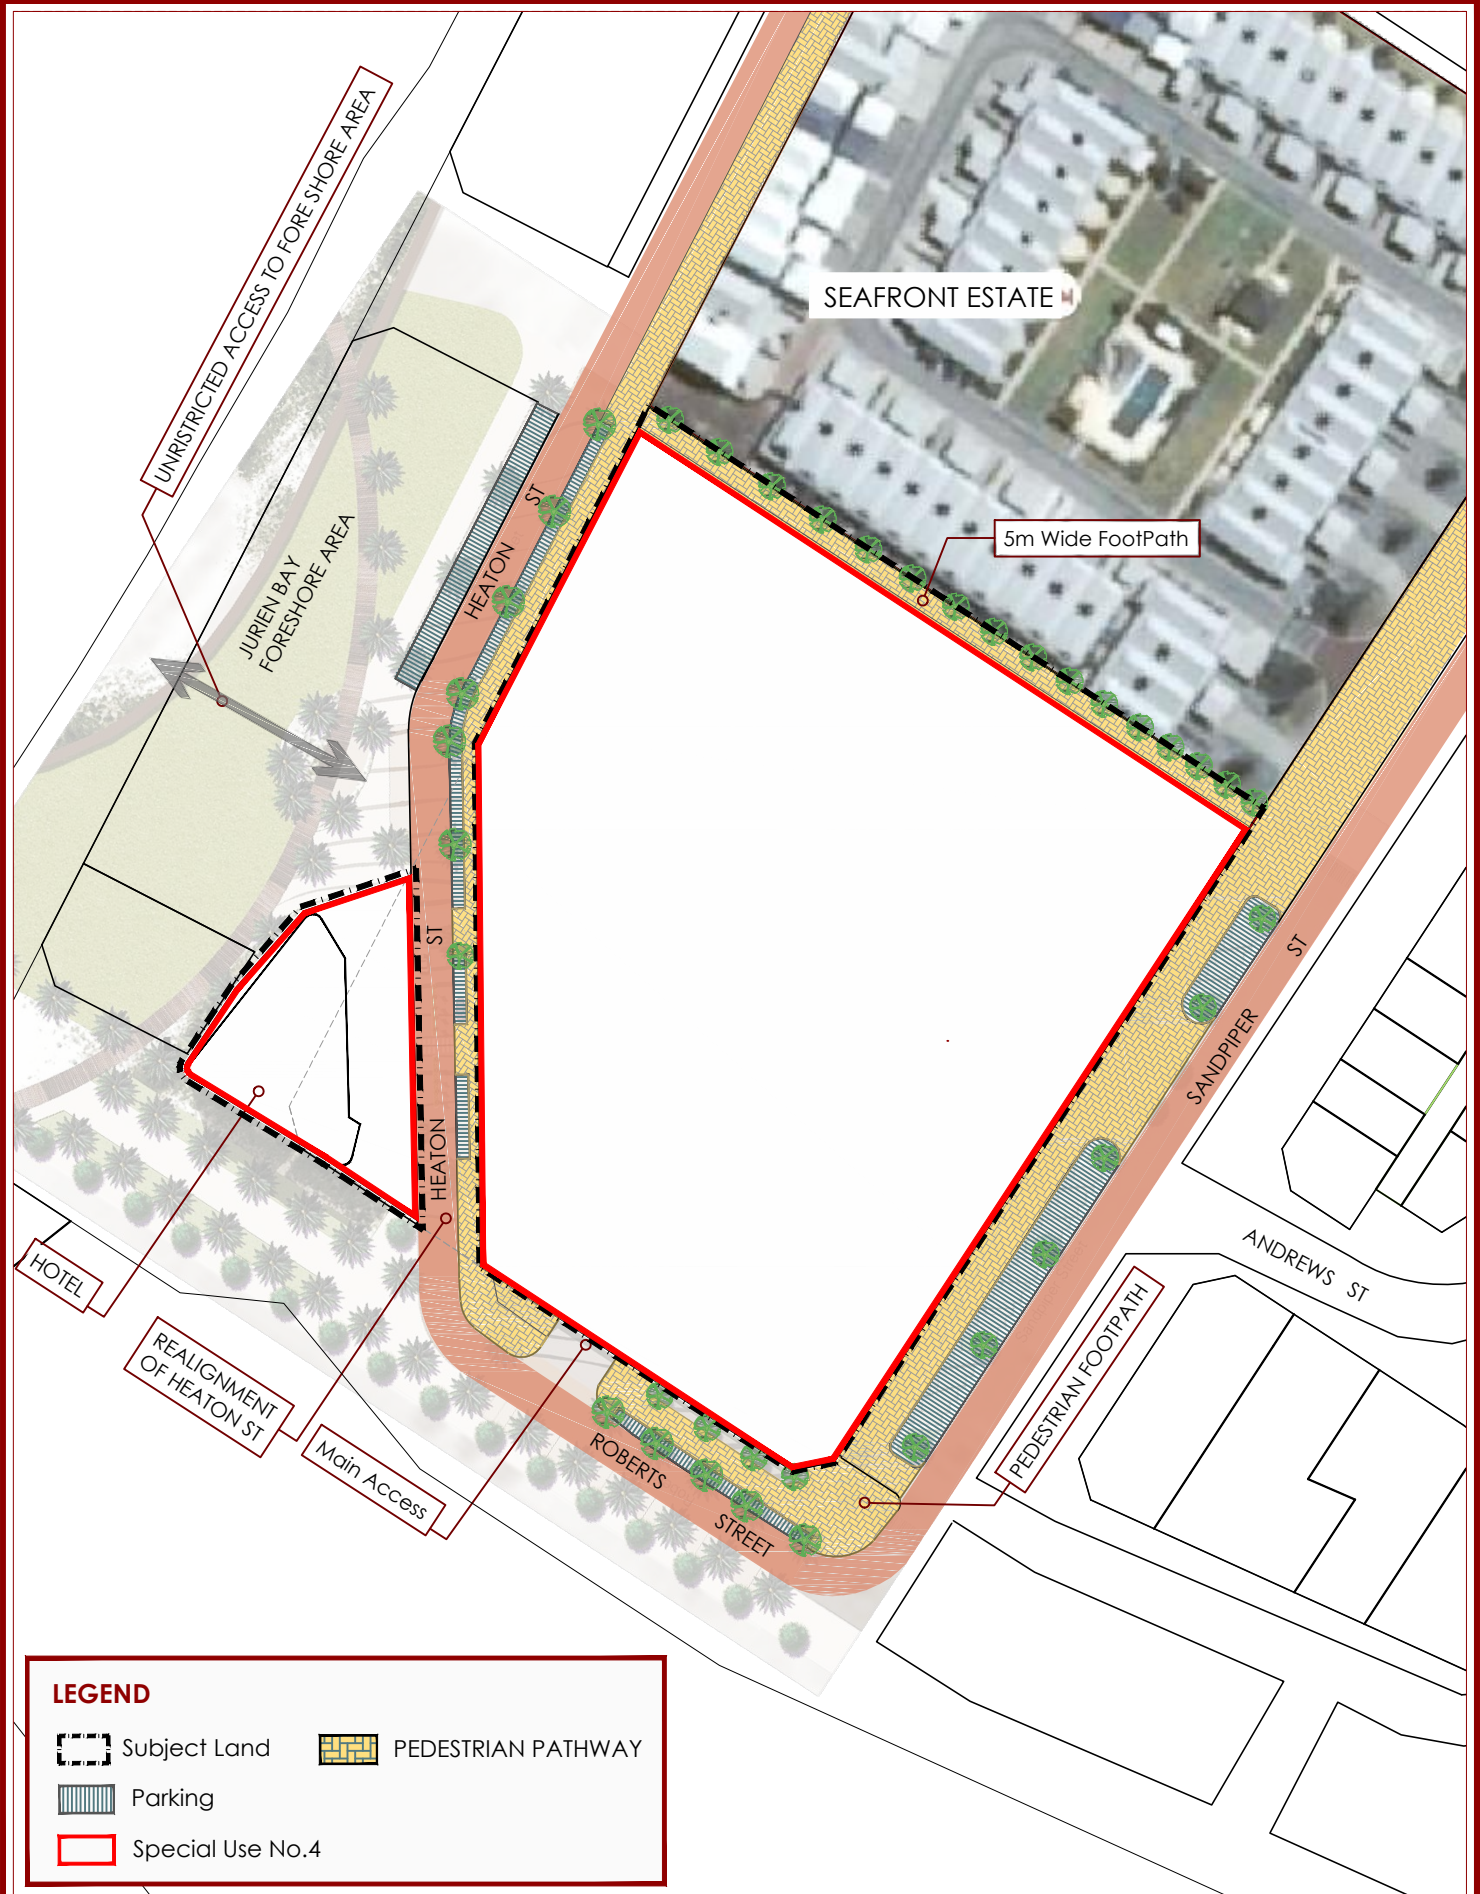 UNRISTRICTED ACCESS TO FORE SHORE AREA
SEAFRONT ESTATE
5m Wide FootPath
HEATON ST
JURIEN BAY
FORESHORE AREA
HEATON ST
SANDPIPER ST
ANDREWS ST
HOTEL
REALIGNMENT
OF HEATON ST
Main Access
ROBERTS STREET
PEDESTRIAN FOOTPATH
LEGEND
Subject Land
PEDESTRIAN PATHWAY
Parking
Special Use No.4